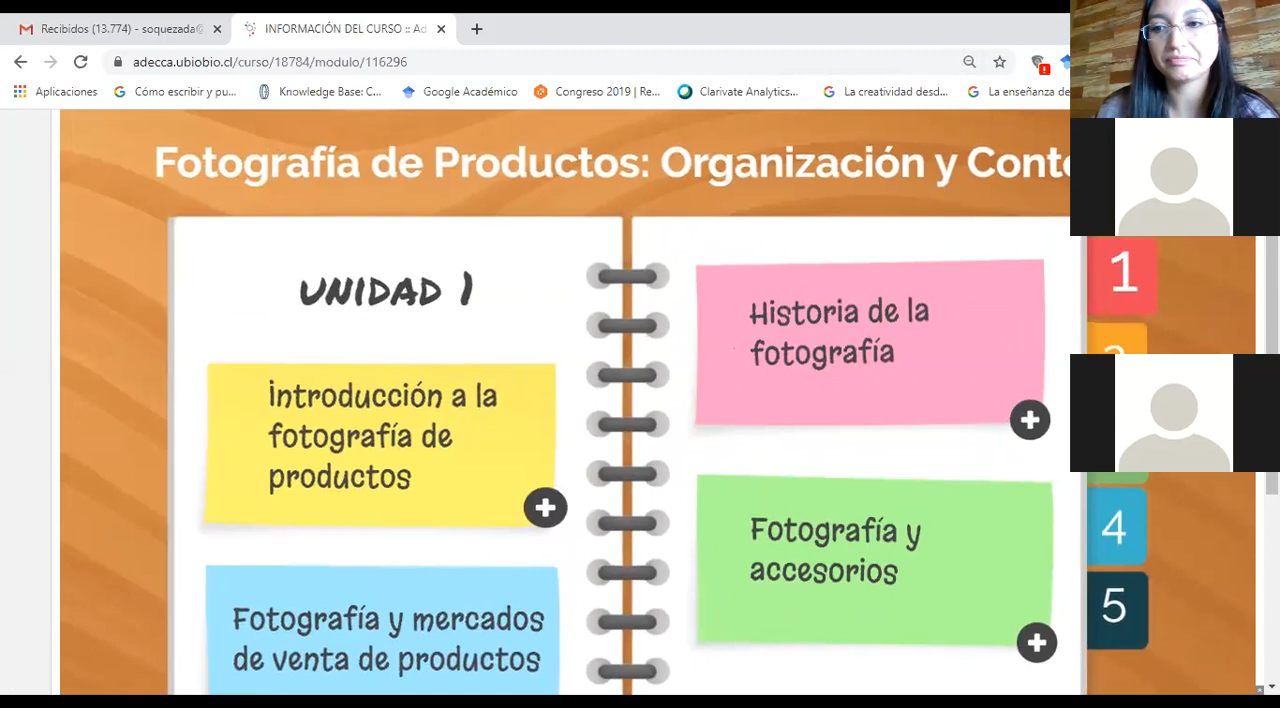 Recibidos (13.774) - soquezada@
INFORMACIÓN DEL CURSO :: Ad
adecca.ubiobio.cl/curso/18784/modulo/116296
Aplicaciones
Cómo escribir y pu...
Knowledge Base: C...
Google Académico
Congreso 2019 | Re...
Clarivate Analytics...
La creatividad desd...
La enseñanza de
Fotografía de Productos: Organización y Conte
UNIDAD 1
Introducción a la
fotografía de
productos
Fotografía y mercados
de venta de productos
Historia de la
fotografía
Fotografía y
accesorios
1
4
5